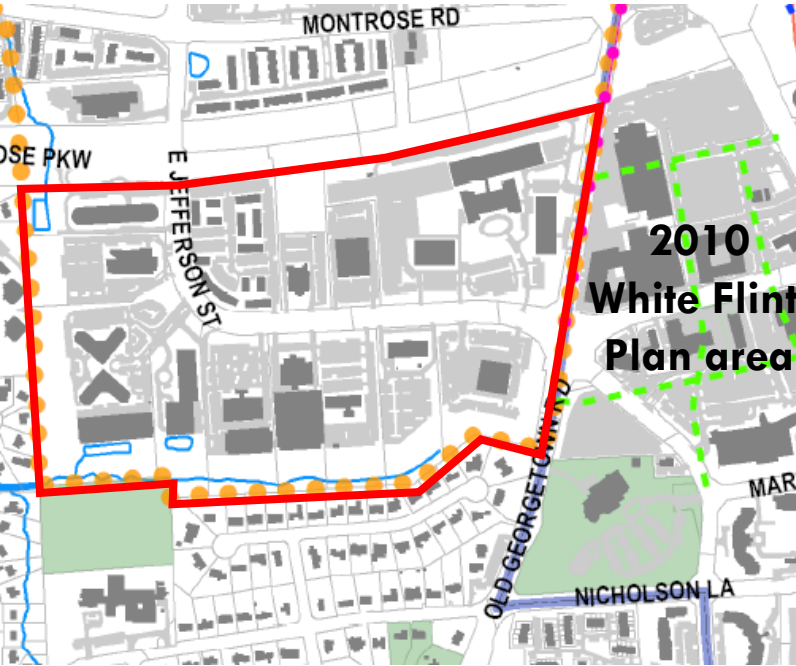 MONTROSE RD
OSE PKW
E JEFFERSON ST
2010
White Flint
Plan area
OLD GEORGETOWN RD
MAR
NICHOLSON LA